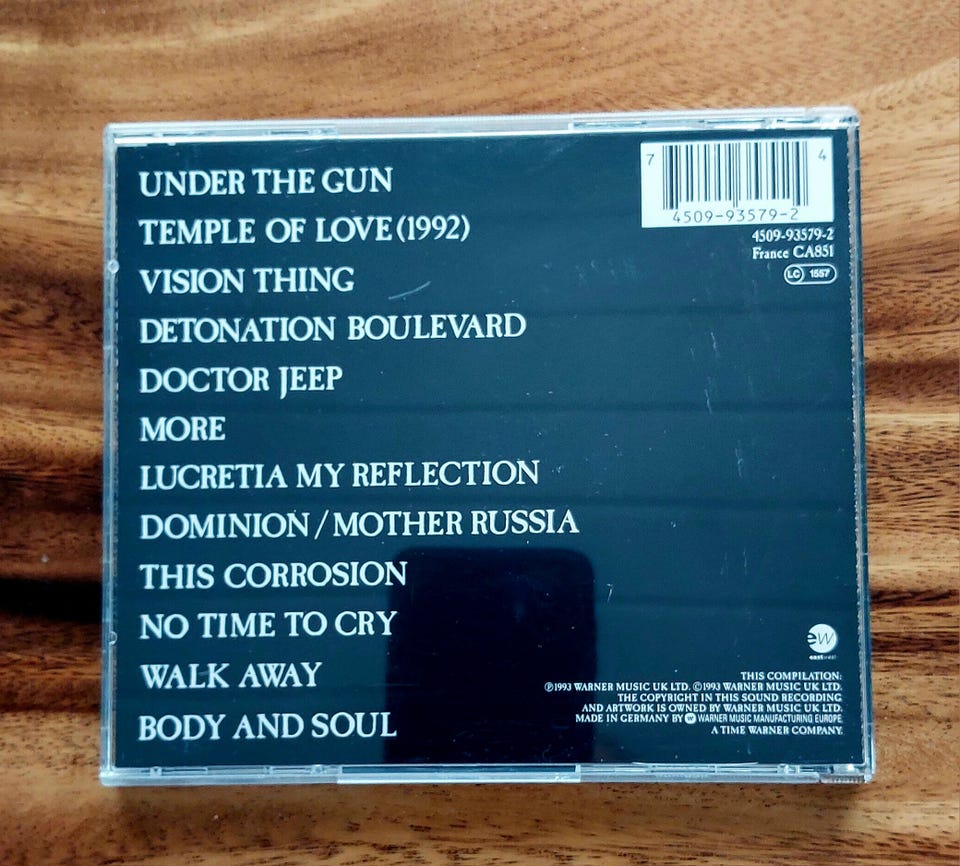 UNDER THE GUN
TEMPLE OF LOVE (1992)
VISION THING
DETONATION BOULEVARD
DOCTOR JEEP
MORE
LUCRETIA MY REFLECTION
DOMINION / MOTHER RUSSIA
THIS CORROSION
NO TIME TO CRY
WALK AWAY
BODY AND SOUL
7 4
4509-93579-2
4509-93579-2
France CA851
LC 1557
ew
eastwest
THIS COMPILATION:
℗1993 WARNER MUSIC UK LTD. ©1993 WARNER MUSIC UK LTD.
THE COPYRIGHT IN THIS SOUND RECORDING
AND ARTWORK IS OWNED BY WARNER MUSIC UK LTD.
MADE IN GERMANY BY WARNER MUSIC MANUFACTURING EUROPE.
A TIME WARNER COMPANY.